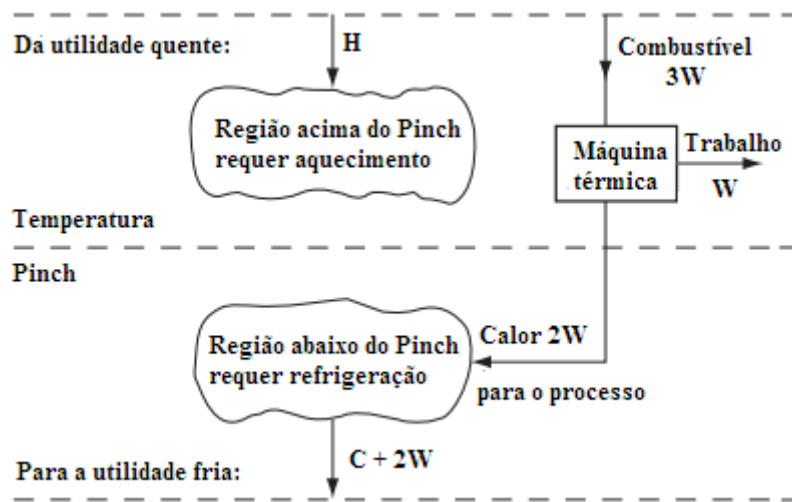 Da utilidade quente:
H
Combustível
3W
Região acima do Pinch
requer aquecimento
Máquina
térmica
Trabalho
W
Temperatura
Pinch
Região abaixo do Pinch
requer refrigeração
Calor 2W
para o processo
C + 2W
Para a utilidade fria: